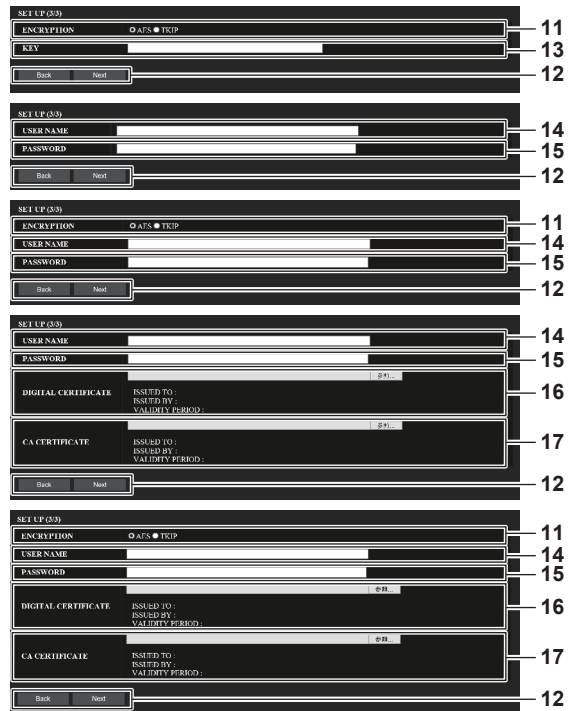 SET UP (3/3)
ENCRYPTION AES TKIP 11
KEY 13
Back Next 12
SET UP (3/3)
USER NAME 14
PASSWORD 15
Back Next 12
SET UP (3/3)
ENCRYPTION AES TKIP 11
USER NAME 14
PASSWORD 15
Back Next 12
SET UP (3/3)
USER NAME 14
PASSWORD 15
参照...
DIGITAL CERTIFICATE ISSUED TO : 16
ISSUED BY :
VALIDITY PERIOD :
参照...
CA CERTIFICATE ISSUED TO : 17
ISSUED BY :
VALIDITY PERIOD :
Back Next 12
SET UP (3/3)
ENCRYPTION AES TKIP 11
USER NAME 14
PASSWORD 15
参照...
DIGITAL CERTIFICATE ISSUED TO : 16
ISSUED BY :
VALIDITY PERIOD :
参照...
CA CERTIFICATE ISSUED TO : 17
ISSUED BY :
VALIDITY PERIOD :
Back Next 12